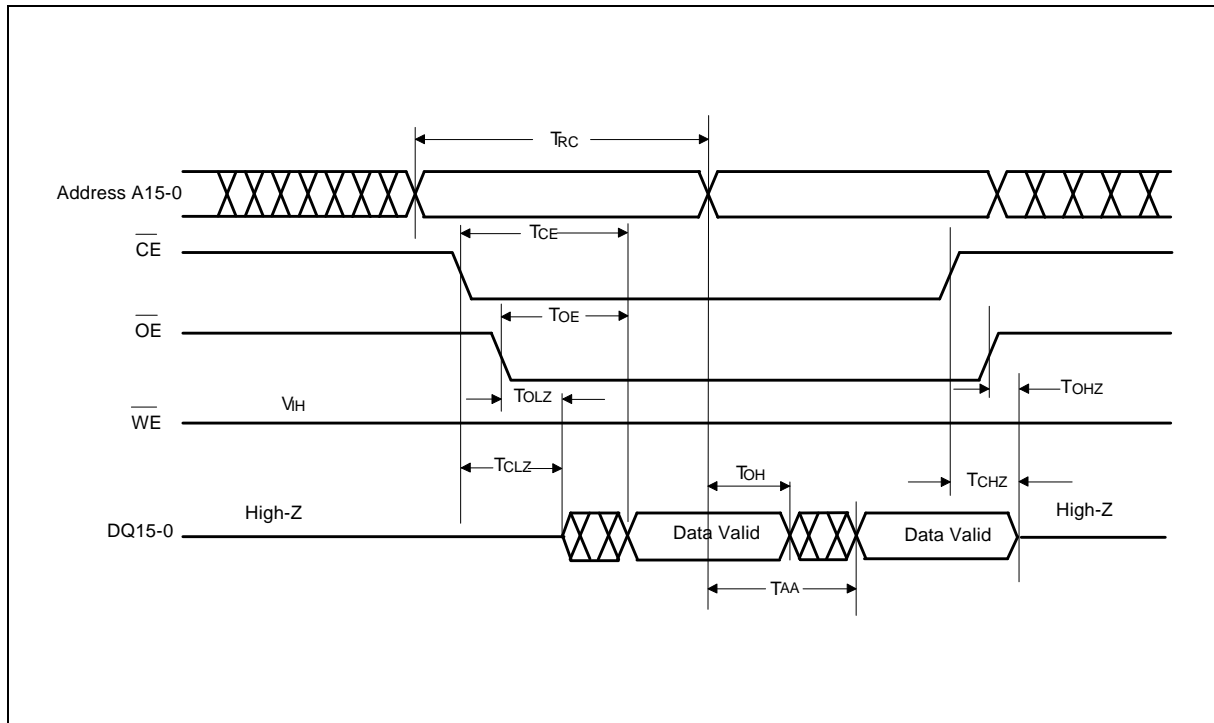 TRC
Address A15-0
TCE
CE
TOE
OE
TOLZ
TOHZ
VIH
WE
TCLZ
TOH
TCHZ
High-Z
High-Z
DQ15-0
Data Valid
Data Valid
TAA